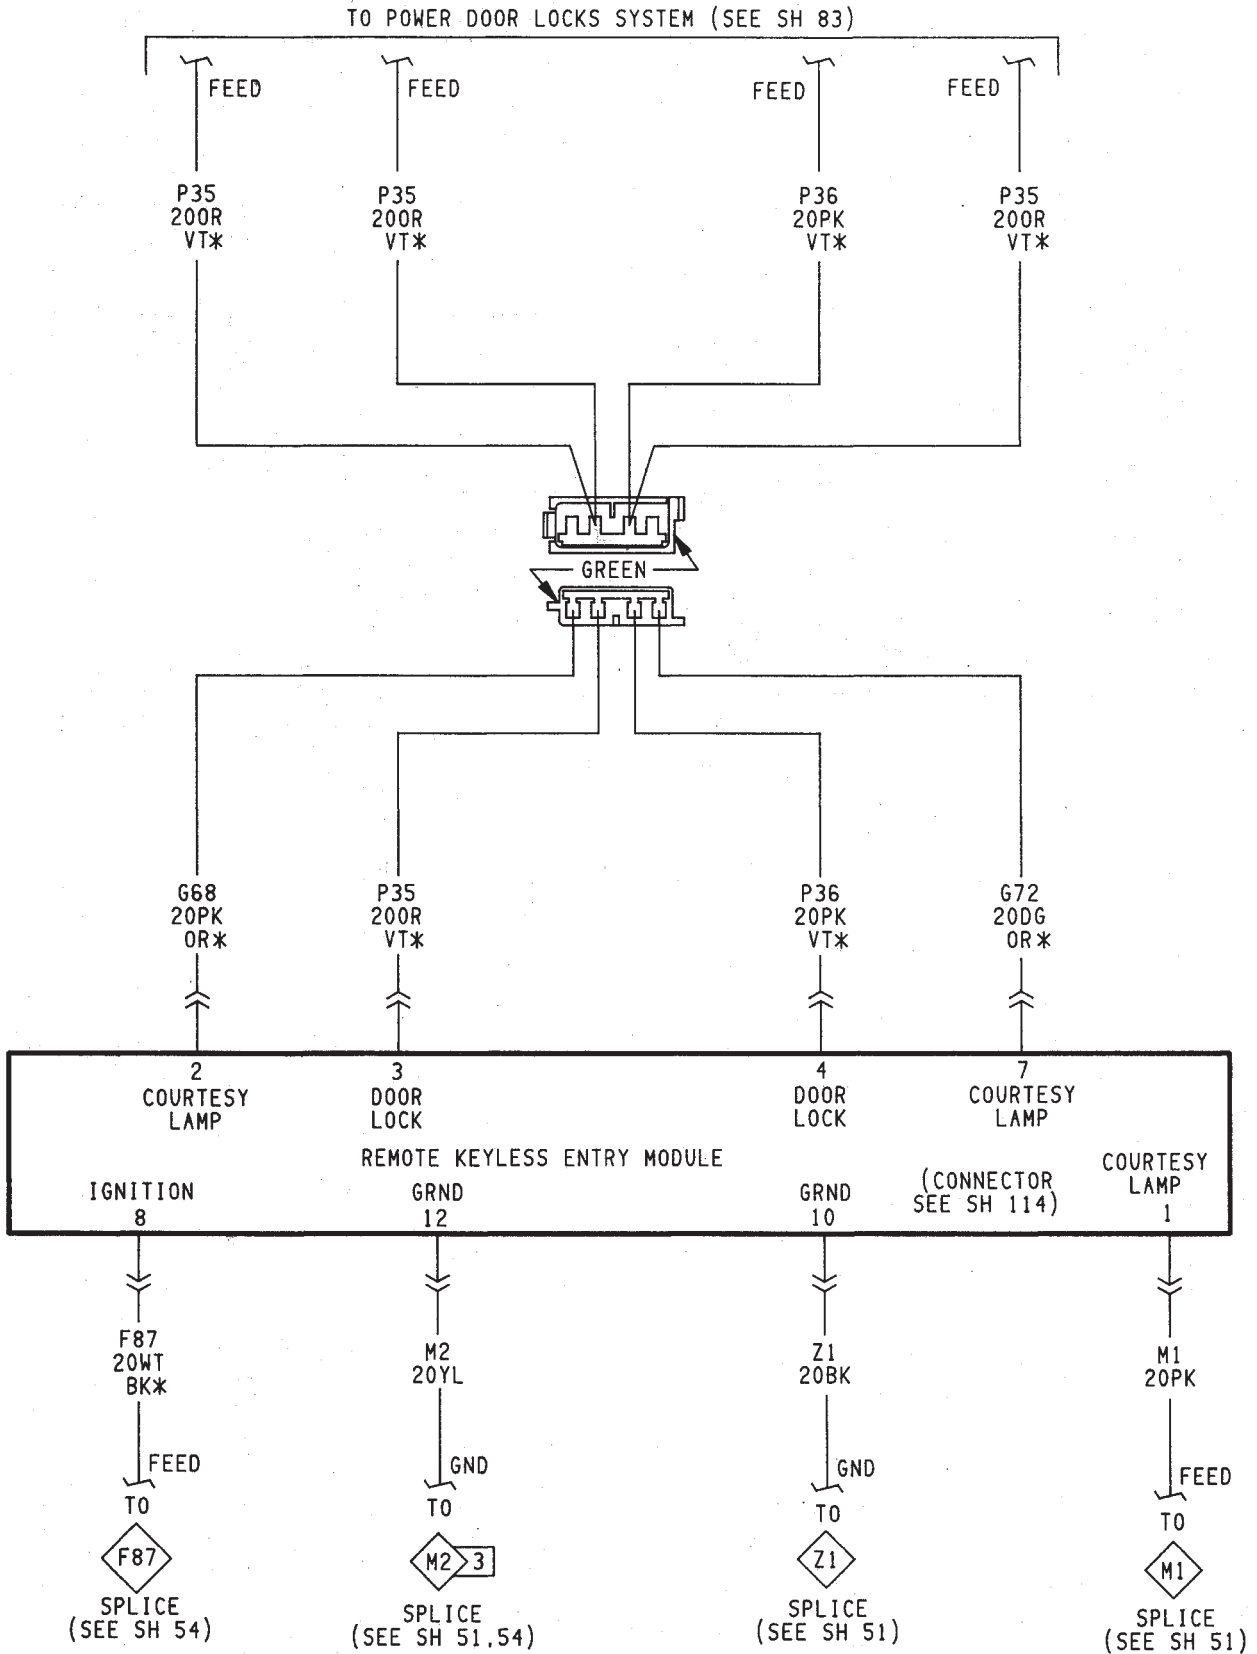 TO POWER DOOR LOCKS SYSTEM (SEE SH 83)
FEED
FEED
FEED
FEED
P35
20OR
VT*
P35
20OR
VT*
P36
20PK
VT*
P35
20OR
VT*
GREEN
G68
20PK
OR*
P35
20OR
VT*
P36
20PK
VT*
G72
20DG
OR*
2
COURTESY
LAMP
3
DOOR
LOCK
4
DOOR
LOCK
7
COURTESY
LAMP
REMOTE KEYLESS ENTRY MODULE
IGNITION
8
GRND
12
GRND
10
(CONNECTOR
SEE SH 114)
COURTESY
LAMP
1
F87
20WT
BK*
M2
20YL
Z1
20BK
M1
20PK
FEED
GND
GND
FEED
TO
TO
TO
TO
F87
M2 3
Z1
M1
SPLICE
(SEE SH 54)
SPLICE
(SEE SH 51,54)
SPLICE
(SEE SH 51)
SPLICE
(SEE SH 51)